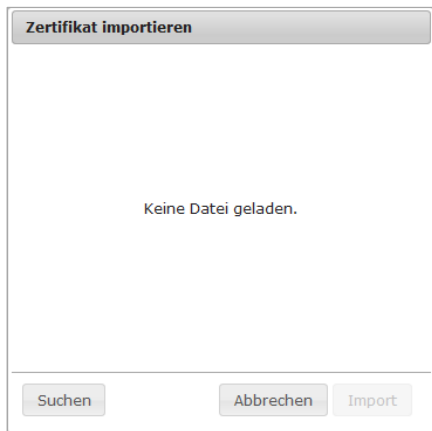 Zertifikat importieren
Keine Datei geladen.
Suchen Abbrechen Import